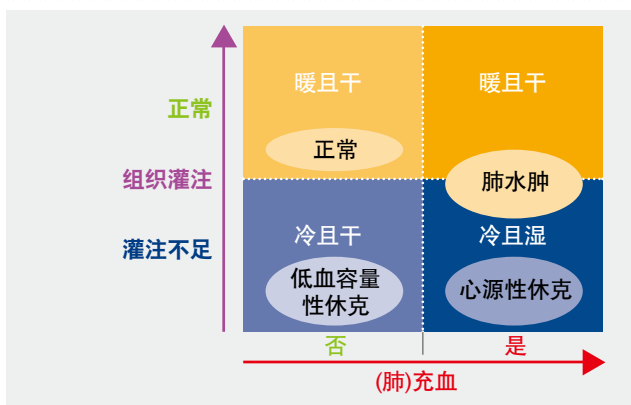 暖且干
暖且干
正常
正常
组织灌注
肺水肿
灌注不足
冷且干
冷且湿
低血容量
性休克
心源性休克
否
是
(肺)充血